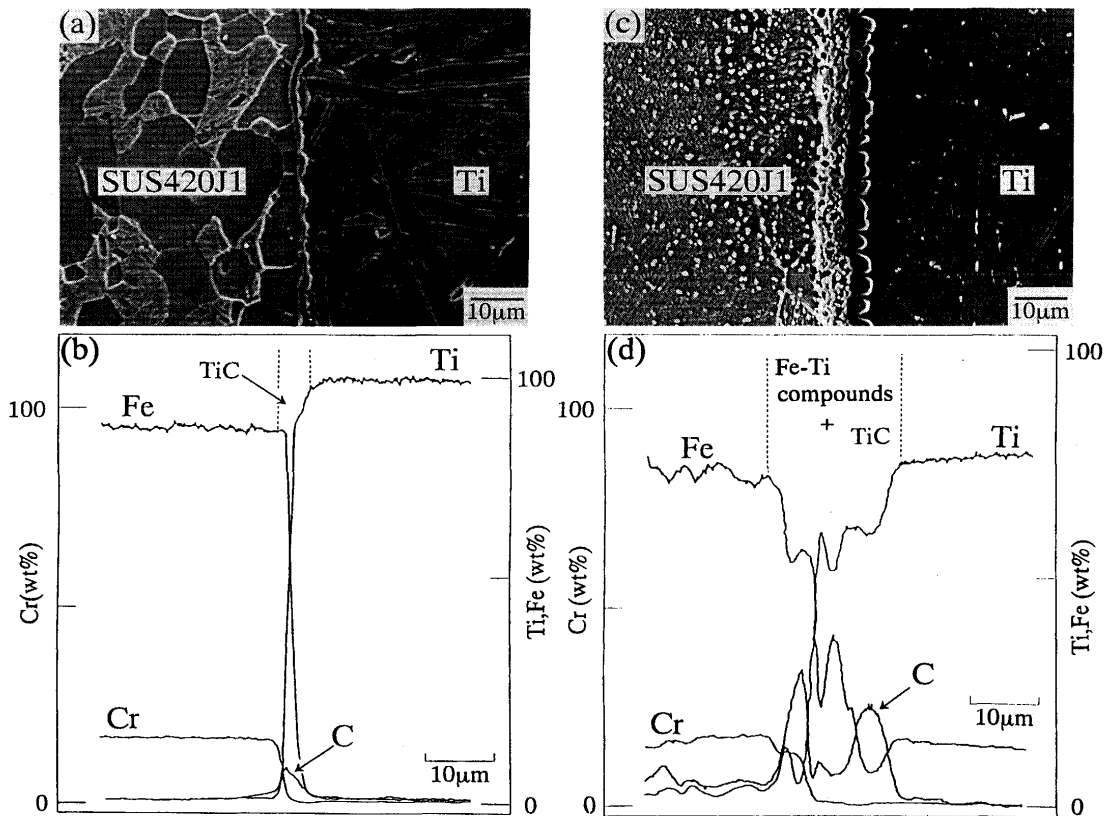 (a)
SUS420J1
Ti
10μm
(b)
TiC
Ti
100
Fe
100
Cr(wt%)
Ti,Fe (wt%)
Cr
C
10μm
0
0
(c)
SUS420J1
Ti
10μm
(d)
100
Fe-Ti
compounds
+
TiC
100
Fe
Ti
Cr (wt%)
Ti,Fe (wt%)
C
Cr
10μm
0
0